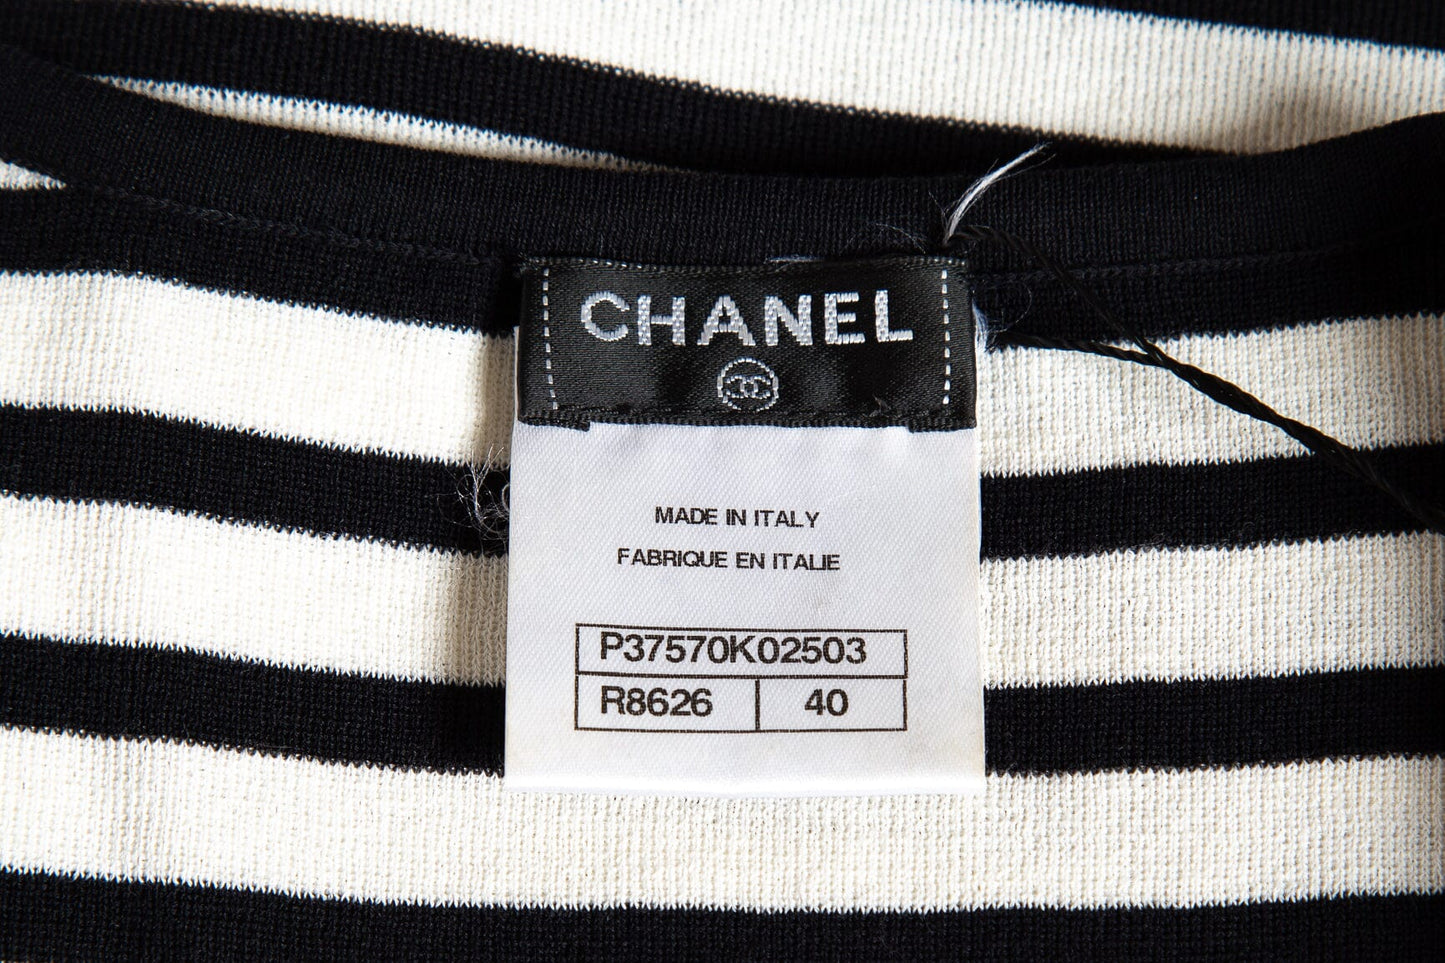 CHANEL
MADE IN ITALY
FABRIQUE EN ITALIE
P37570K02503
R8626 40